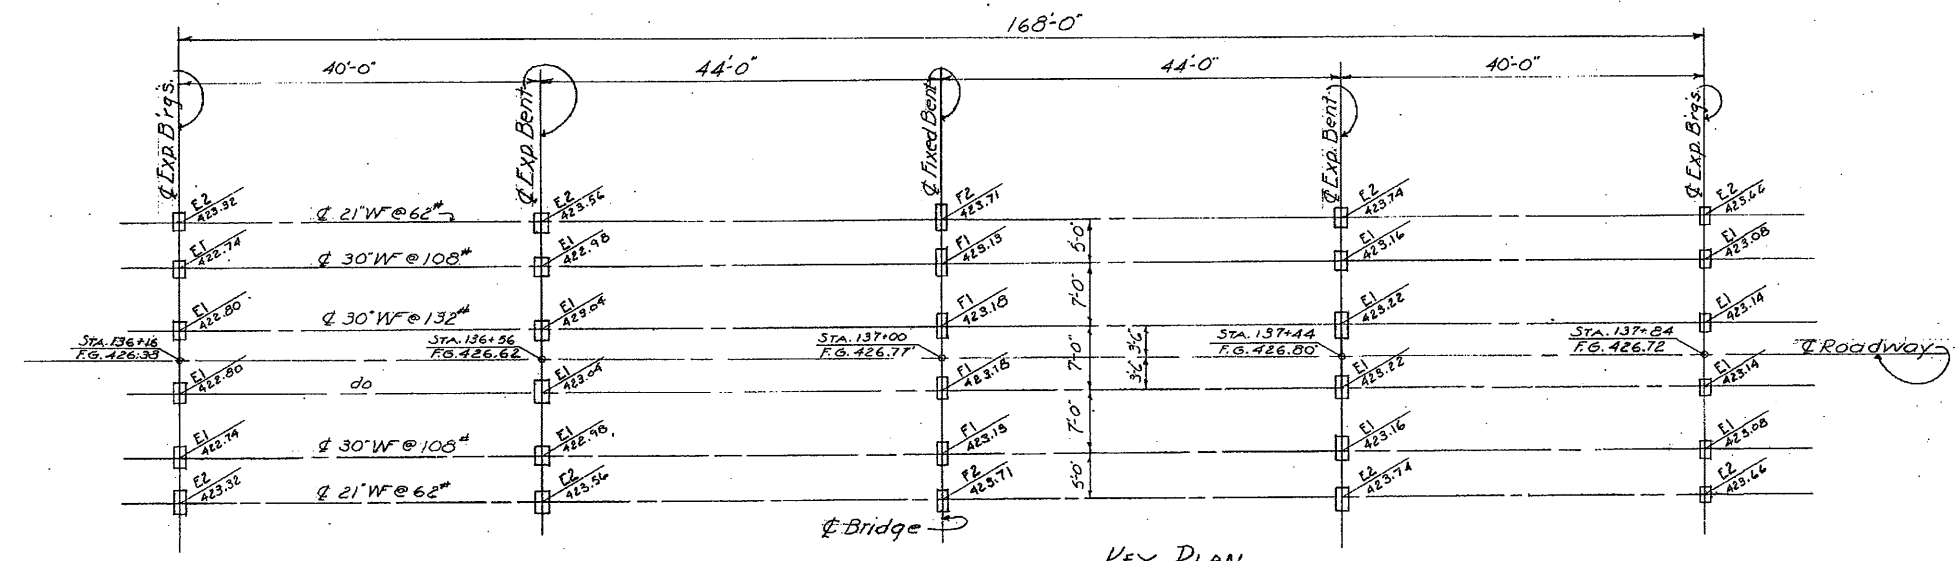 168'-0"
40'-0"
44'-0"
44'-0"
40'-0"
℄ Exp. Br'gs.
℄ Exp. Bent
℄ Fixed Bent
℄ Exp. Bent
℄ Exp. Brgs.
E2
423.32
℄ 21"WF@62#
E2
423.56
F2
423.71
E2
423.74
E2
423.66
E1
422.74
℄ 30"WF@108#
E1
422.98
F1
423.13
5'-0"
E1
423.16
E1
423.08
E1
422.80
℄ 30"WF@132#
E1
423.04
F1
423.18
7'-0"
E1
423.22
E1
423.14
STA. 136+16
F.G. 426.38
STA. 136+56
F.G. 426.62
STA. 137+00
F.G. 426.77
7'-0"
3'6" 3'6"
STA. 137+44
F.G. 426.80
STA. 137+84
F.G. 426.72
℄ Roadway
E1
422.80
do
E1
423.04
F1
423.18
E1
423.22
E1
423.14
E1
422.74
℄ 30"WF@108#
E1
422.98
F1
423.13
7'-0"
E1
423.16
E1
423.08
E2
423.32
℄ 21"WF@62#
E2
423.56
F2
423.71
5'-0"
E2
423.74
E2
423.66
℄ Bridge
KEY PLAN